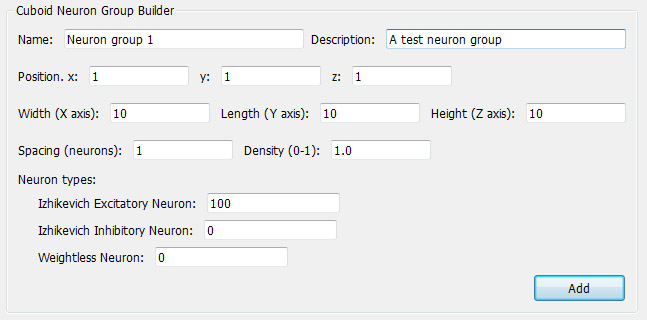 Cuboid Neuron Group Builder
Name: Neuron group 1 Description: A test neuron group
Position. x: 1 y: 1 z: 1
Width (X axis): 10 Length (Y axis): 10 Height (Z axis): 10
Spacing (neurons): 1 Density (0-1): 1.0
Neuron types:
Izhikevich Excitatory Neuron: 100
Izhikevich Inhibitory Neuron: 0
Weightless Neuron: 0
Add